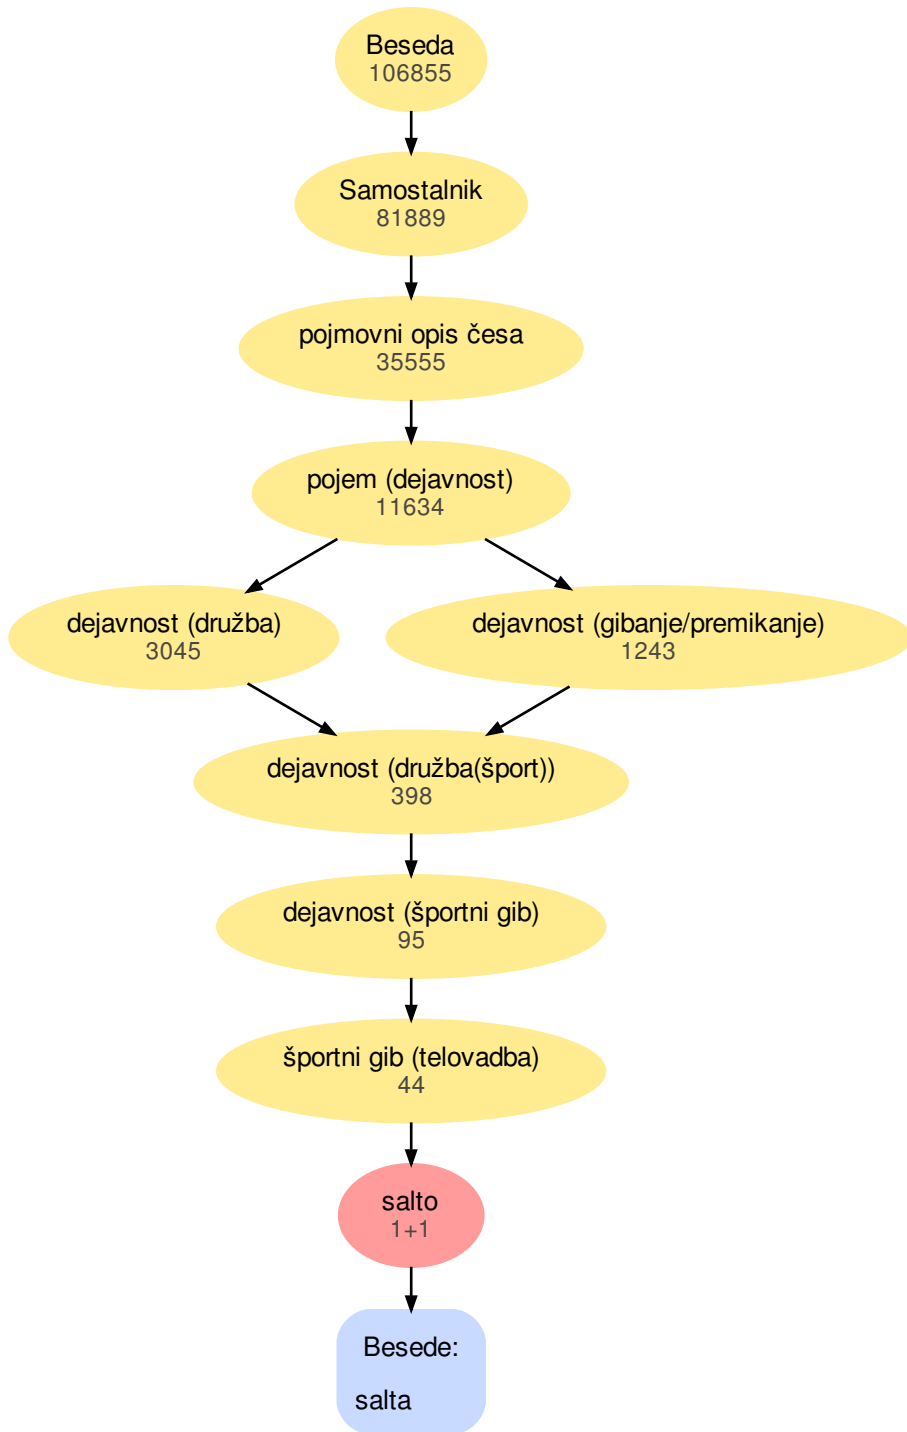 Beseda
106855
Samostalnik
81889
pojmovni opis česa
35555
pojem (dejavnost)
11634
dejavnost (družba)
3045
dejavnost (gibanje/premikanje)
1243
dejavnost (družba(šport))
398
dejavnost (športni gib)
95
športni gib (telovadba)
44
salto
1+1
Besede:
salta